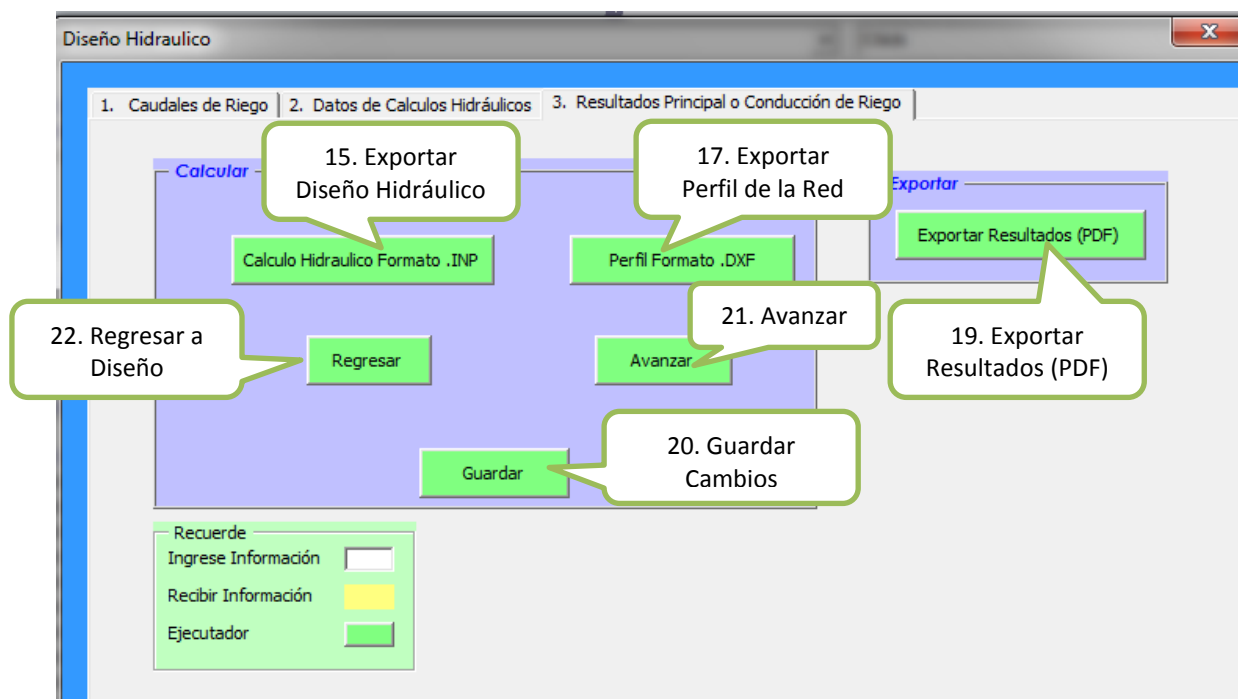 Diseño Hidraulico
1. Caudales de Riego
2. Datos de Calculos Hidráulicos
3. Resultados Principal o Conducción de Riego
Calcular
15. Exportar
Diseño Hidráulico
17. Exportar
Perfil de la Red
Exportar
Calculo Hidraulico Formato .INP
Perfil Formato .DXF
Exportar Resultados (PDF)
22. Regresar a
Diseño
Regresar
21. Avanzar
Avanzar
19. Exportar
Resultados (PDF)
Guardar
20. Guardar
Cambios
Recuerde
Ingrese Información
Recibir Información
Ejecutador